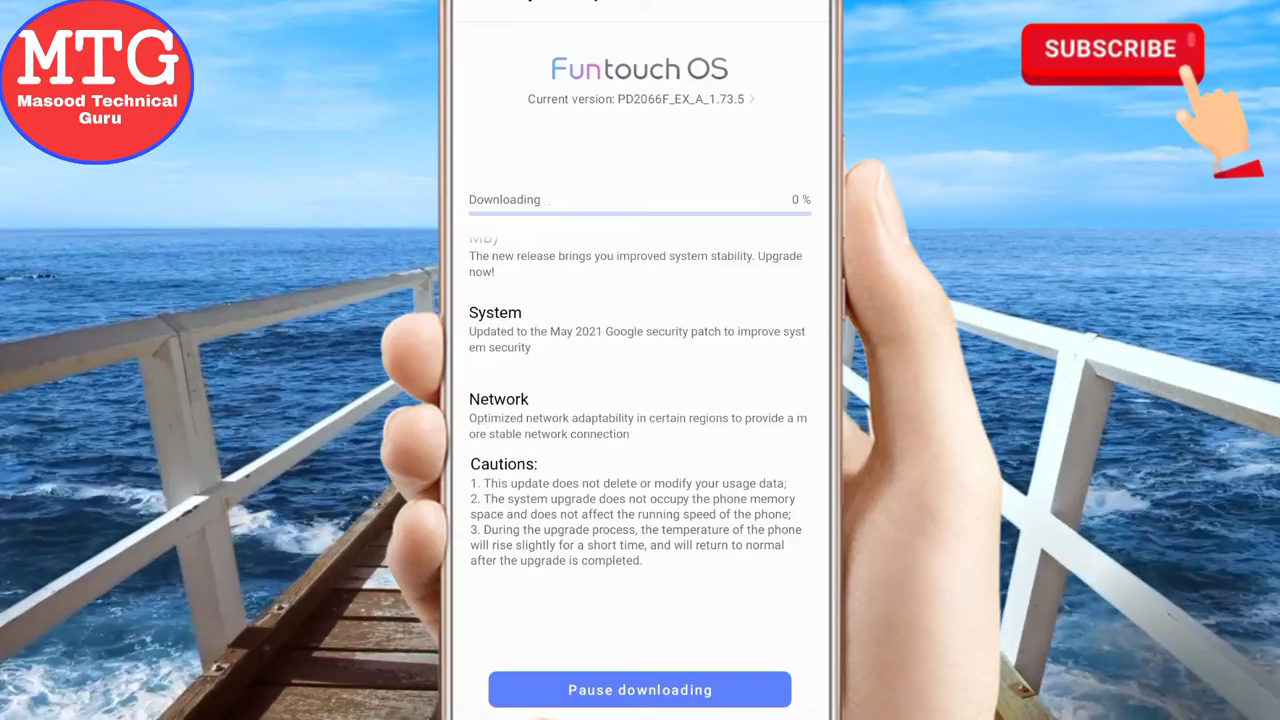 MTG
Masood Technical
Guru
SUBSCRIBE
Funtouch OS
Current version: PD2066F_EX_A_1.73.5
Downloading
0 %
MB)
The new release brings you improved system stability. Upgrade
now!
System
Updated to the May 2021 Google security patch to improve syst
em security
Network
Optimized network adaptability in certain regions to provide a m
ore stable network connection
Cautions:
1. This update does not delete or modify your usage data;
2. The system upgrade does not occupy the phone memory
space and does not affect the running speed of the phone;
3. During the upgrade process, the temperature of the phone
will rise slightly for a short time, and will return to normal
after the upgrade is completed.
Pause downloading